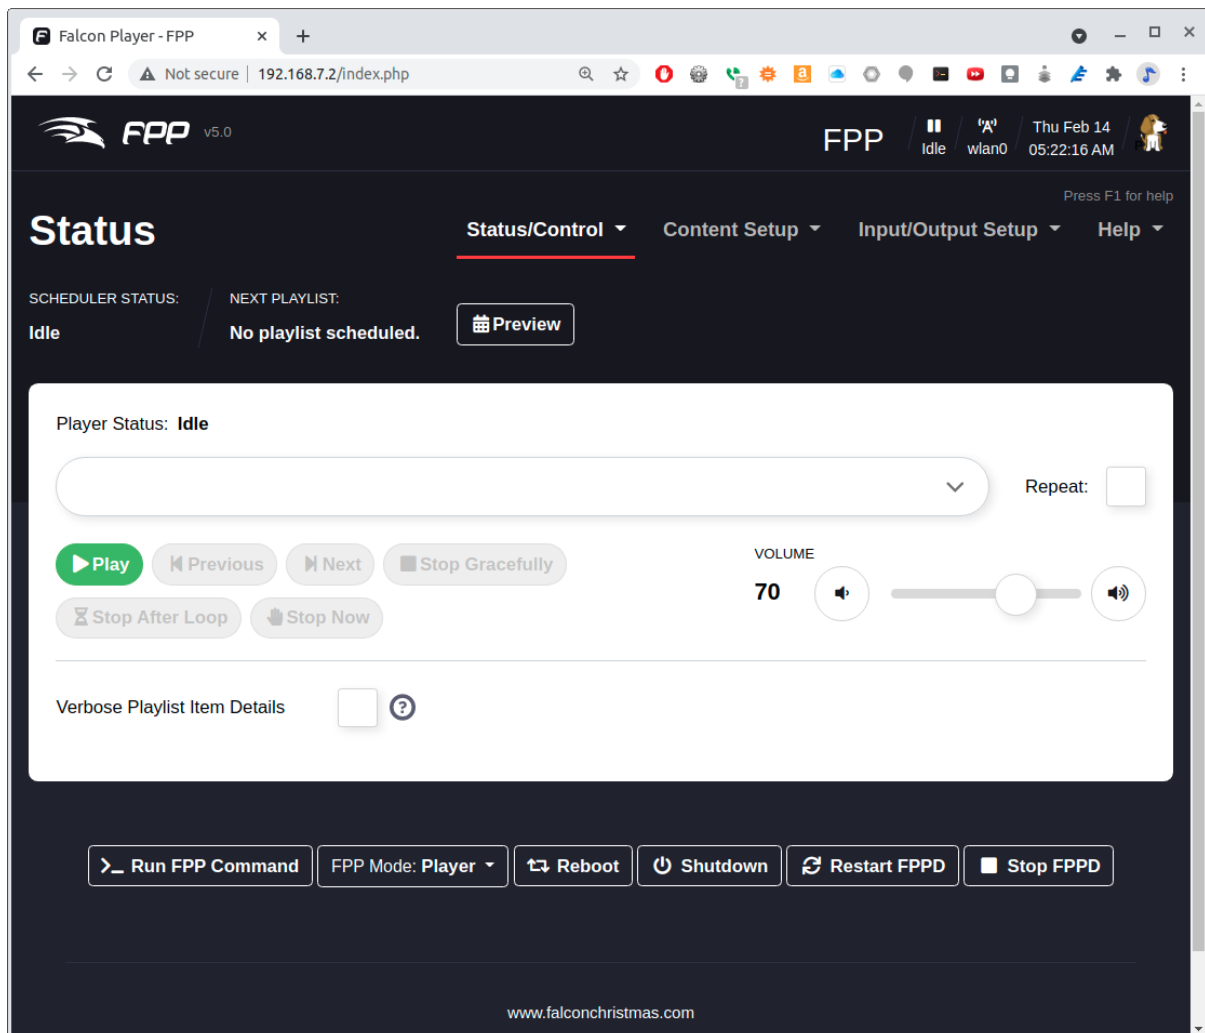 Falcon Player - FPP
Not secure | 192.168.7.2/index.php
FPP v5.0
FPP
Idle
wlan0
Thu Feb 14
05:22:16 AM
Press F1 for help
Status
Status/Control
Content Setup
Input/Output Setup
Help
SCHEDULER STATUS:
Idle
NEXT PLAYLIST:
No playlist scheduled.
Preview
Player Status: Idle
Repeat:
Play
Previous
Next
Stop Gracefully
Stop After Loop
Stop Now
VOLUME
70
Verbose Playlist Item Details
Run FPP Command
FPP Mode: Player
Reboot
Shutdown
Restart FPPD
Stop FPPD
www.falconchristmas.com